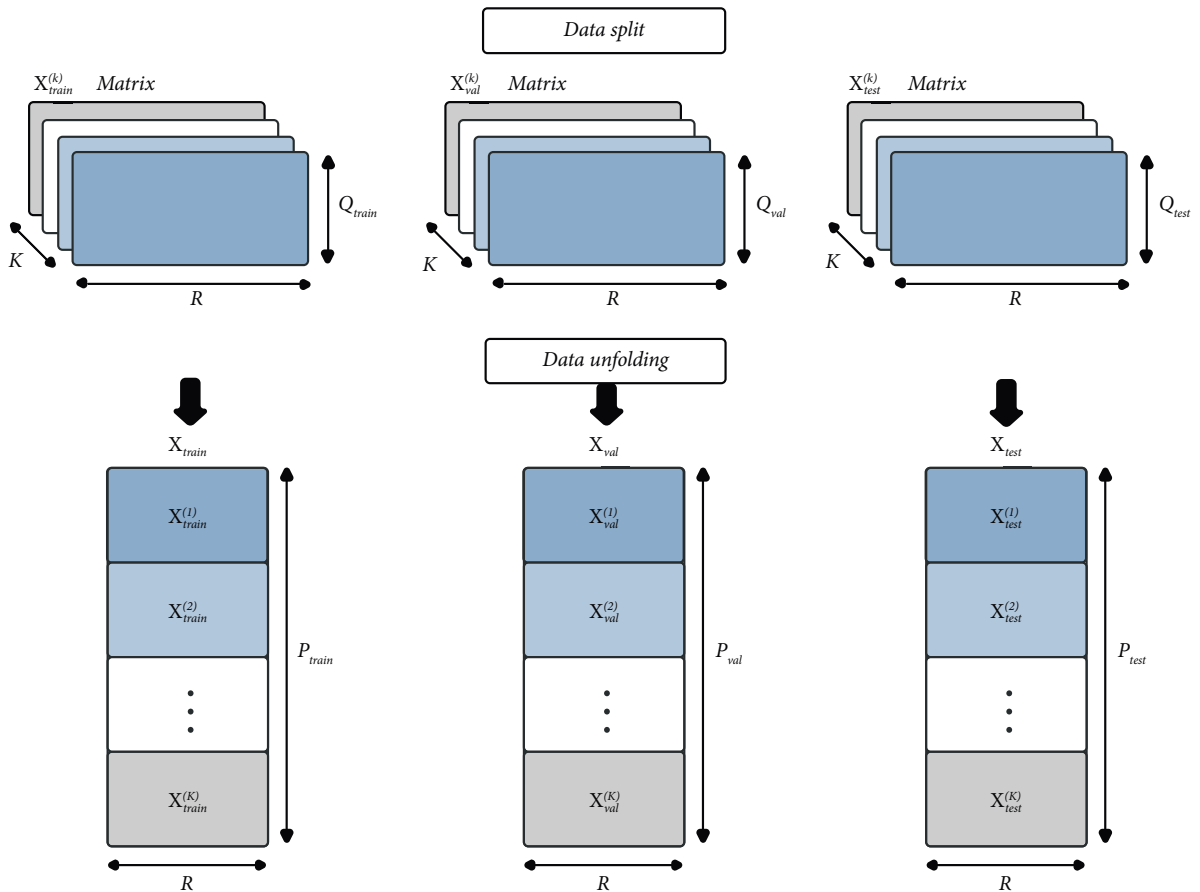 Data split
X_train^(k) Matrix
X_val^(k) Matrix
X_test^(k) Matrix
Q_train
Q_val
Q_test
K
K
K
R
R
R
Data unfolding
X_train
X_val
X_test
X_train^(1)
X_val^(1)
X_test^(1)
X_train^(2)
X_val^(2)
X_test^(2)
P_train
P_val
P_test
⋮
⋮
⋮
X_train^(K)
X_val^(K)
X_test^(K)
R
R
R